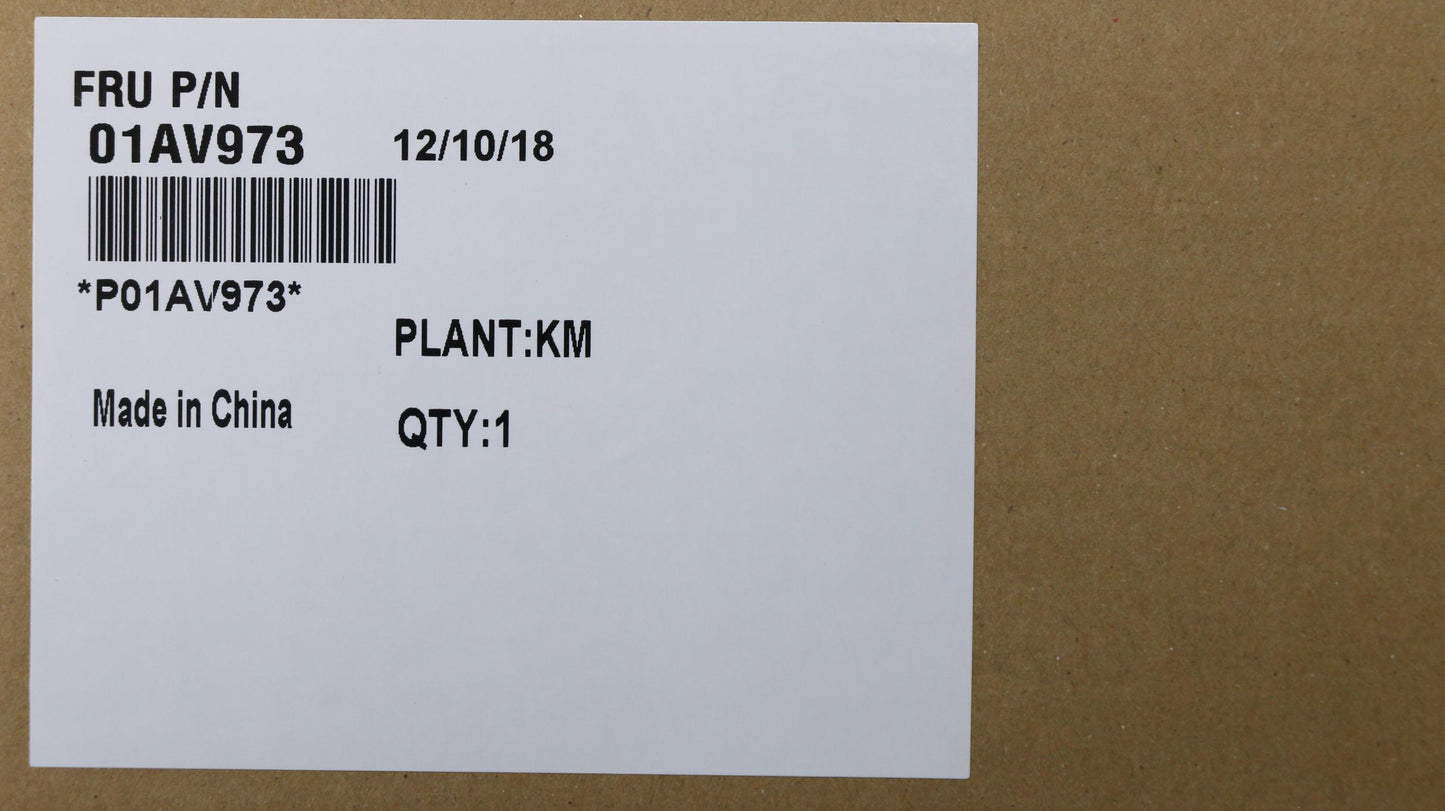 FRU P/N
01AV973 12/10/18
*P01AV973*
PLANT:KM
Made in China
QTY:1